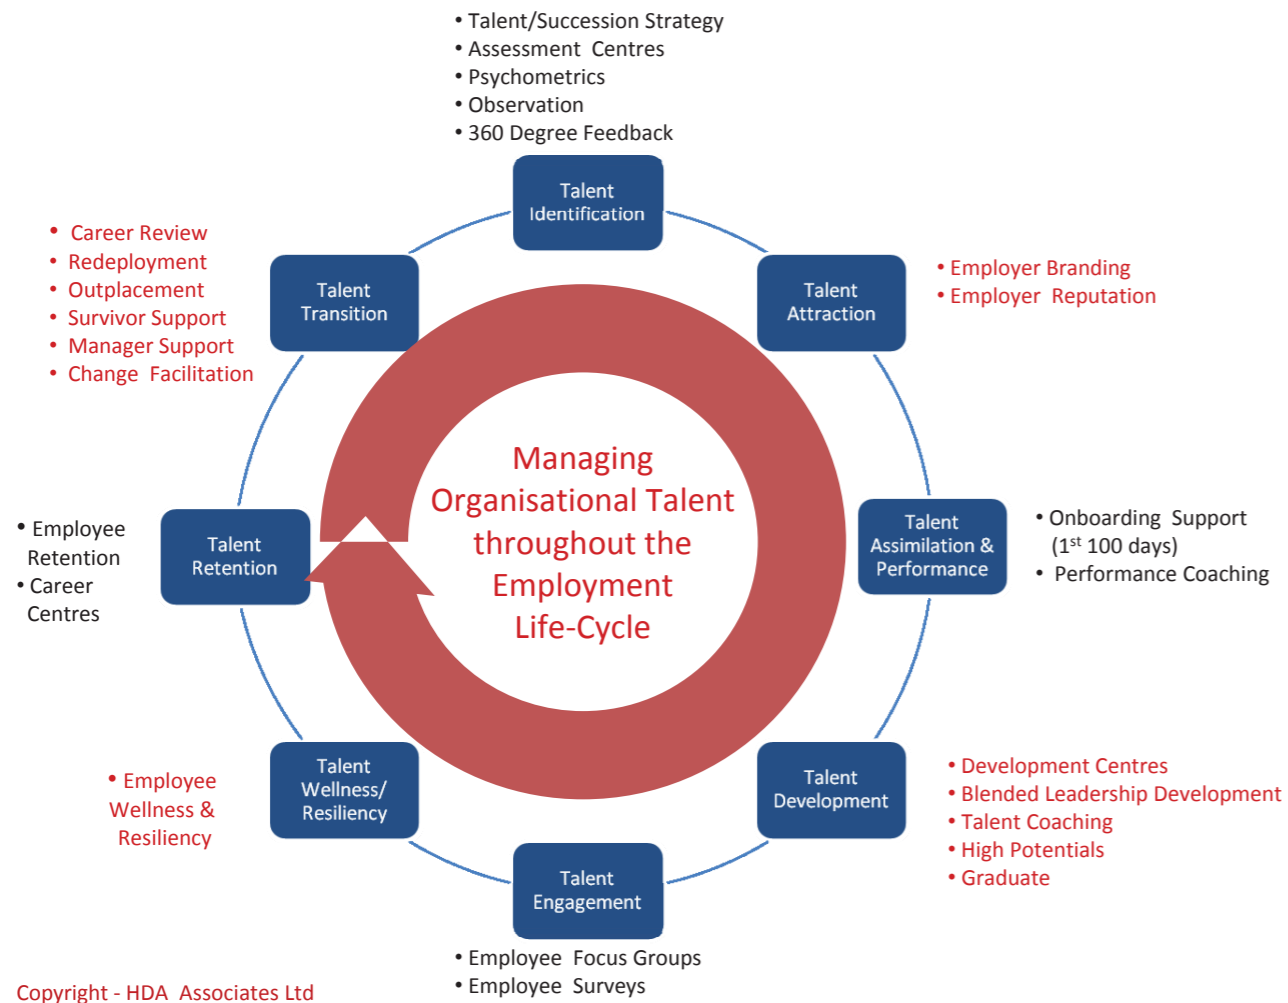 • Talent/Succession Strategy
• Assessment Centres
• Psychometrics
• Observation
• 360 Degree Feedback
Talent
Identification
• Employer Branding
• Employer Reputation
Talent
Attraction
Talent
Assimilation &
Performance
• Onboarding Support
(1st 100 days)
• Performance Coaching
Talent
Development
• Development Centres
• Blended Leadership Development
• Talent Coaching
• High Potentials
• Graduate
Talent
Engagement
• Employee Focus Groups
• Employee Surveys
Talent
Wellness/
Resiliency
• Employee
Wellness &
Resiliency
Talent
Retention
• Employee
Retention
• Career
Centres
Talent
Transition
• Career Review
• Redeployment
• Outplacement
• Survivor Support
• Manager Support
• Change Facilitation
Managing
Organisational Talent
throughout the
Employment
Life-Cycle
Copyright - HDA Associates Ltd